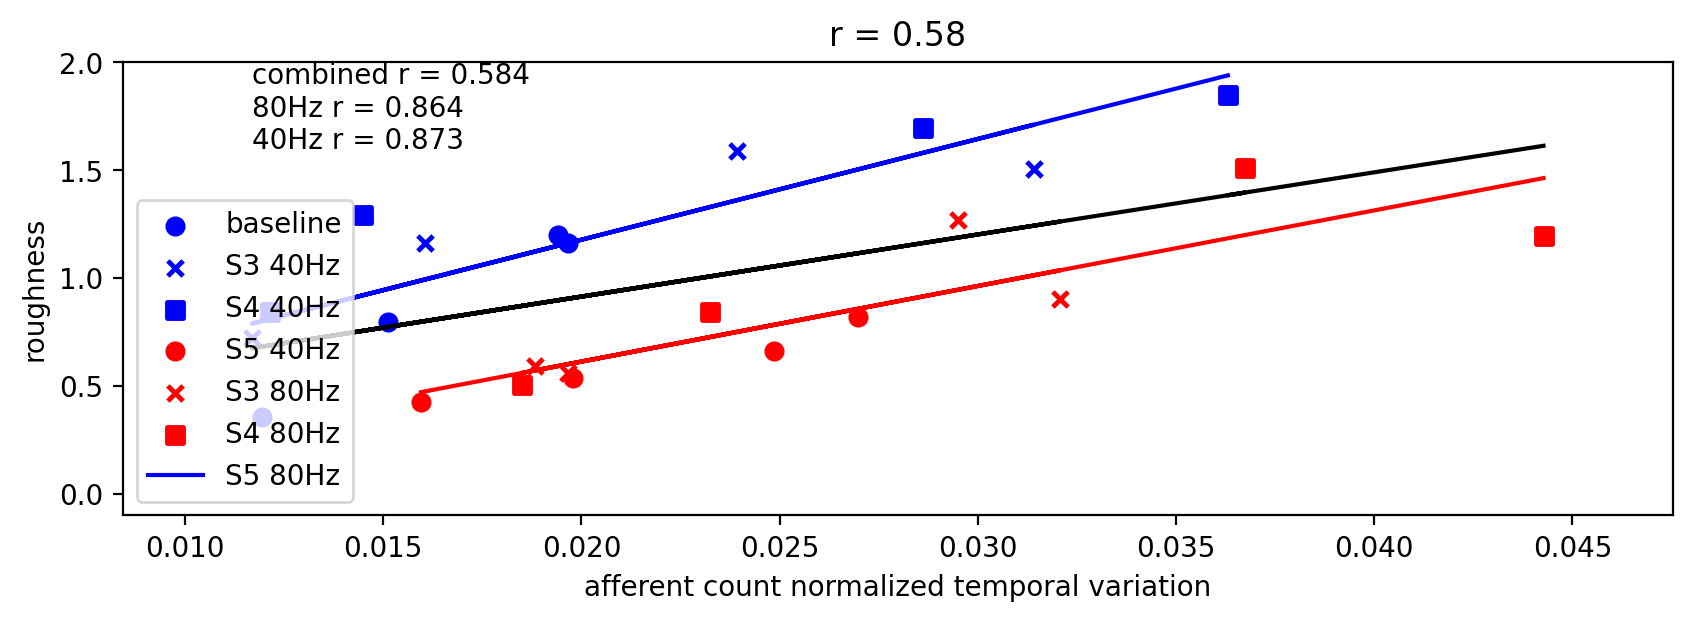 r = 0.58
combined r = 0.584
80Hz r = 0.864
40Hz r = 0.873
roughness
2.0
1.5
1.0
0.5
0.0
baseline
S3 40Hz
S4 40Hz
S5 40Hz
S3 80Hz
S4 80Hz
S5 80Hz
0.010 0.015 0.020 0.025 0.030 0.035 0.040 0.045
afferent count normalized temporal variation